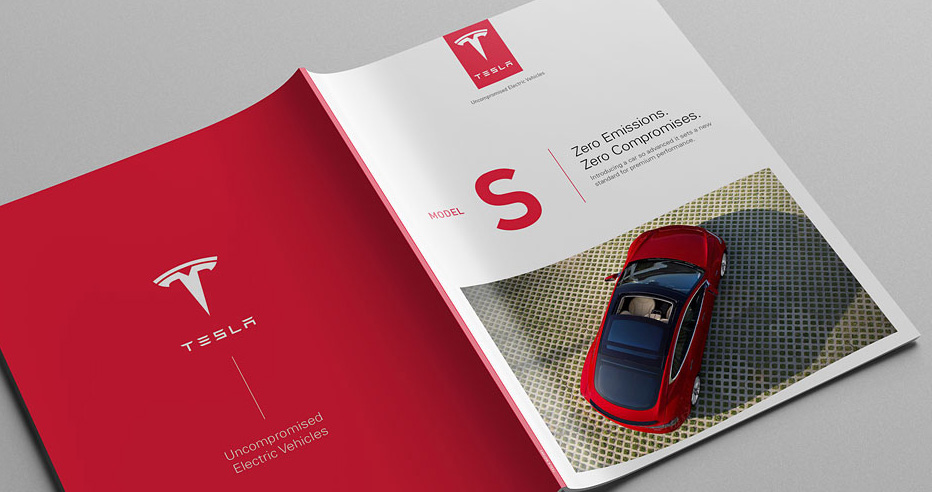 TESLA
Uncompromised
Electric Vehicles
TESLA
Uncompromised Electric Vehicles
Zero Emissions.
Zero Compromises.
Introducing a car so advanced it sets a new
standard for premium performance.
MODEL
S